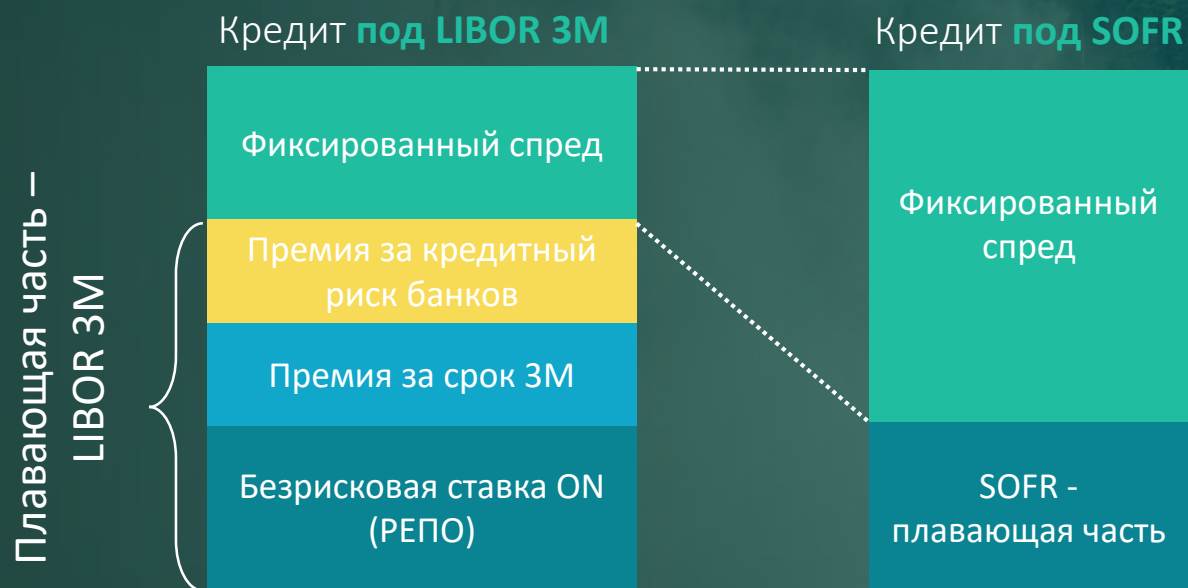 Кредит под LIBOR 3M
Фиксированный спред
Премия за кредитный
риск банков
Премия за срок 3М
Безрисковая ставка ON
(РЕПО)
Плавающая часть –
LIBOR 3M
Кредит под SOFR
Фиксированный
спред
SOFR -
плавающая часть